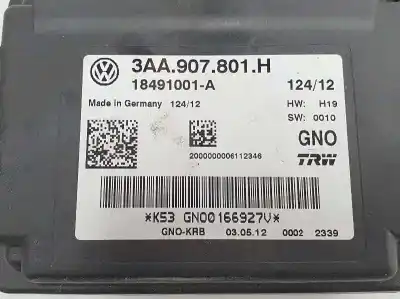 3AA.907.801.H
18491001-A 124/12
Made in Germany 124/12 HW: H19
SW: 0010
GNO
2000000006112346
TRW
*K53 GNO0166927V*
GNO-KRB 03.05.12 0002 2339